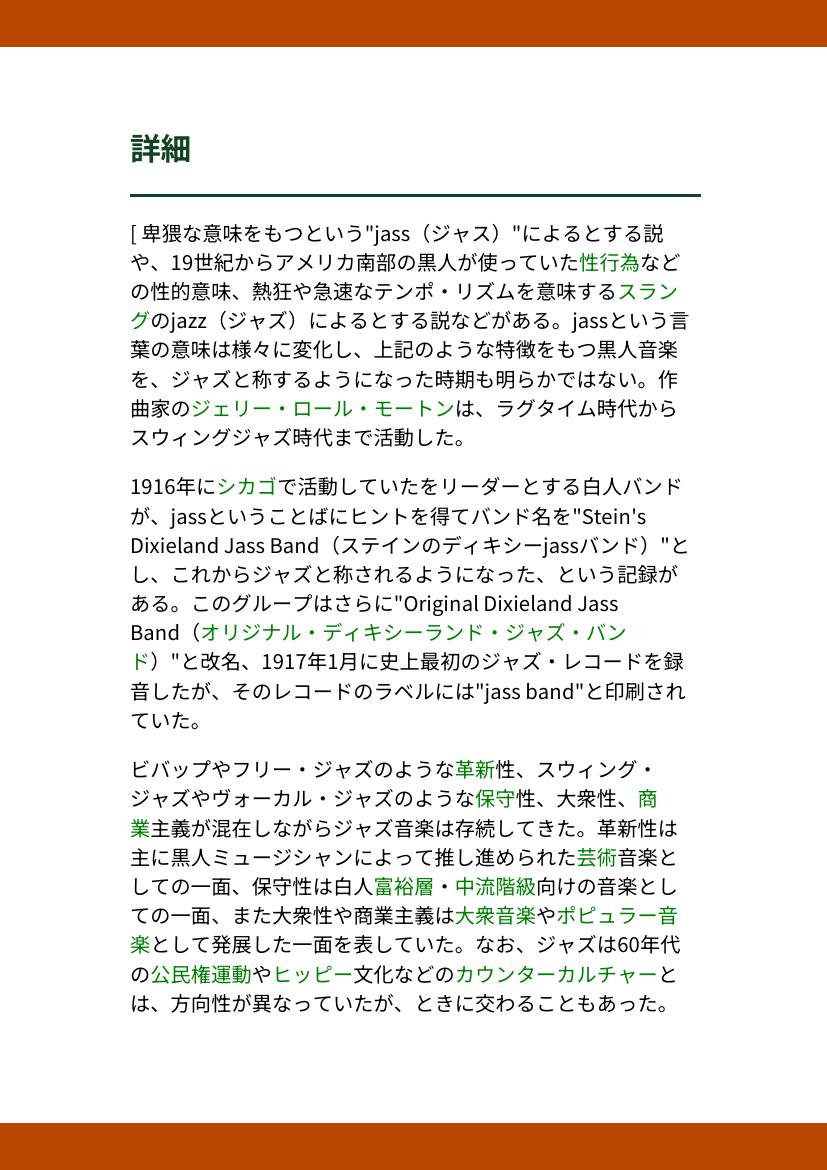 詳細
[ 卑猥な意味をもつという"jass（ジャス）"によるとする説
や、19世紀からアメリカ南部の黒人が使っていた性行為など
の性的意味、熱狂や急速なテンポ・リズムを意味するスラン
グのjazz（ジャズ）によるとする説などがある。jassという言
葉の意味は様々に変化し、上記のような特徴をもつ黒人音楽
を、ジャズと称するようになった時期も明らかではない。作
曲家のジェリー・ロール・モートンは、ラグタイム時代から
スウィングジャズ時代まで活動した。
1916年にシカゴで活動していたをリーダーとする白人バンド
が、jassということばにヒントを得てバンド名を"Stein's
Dixieland Jass Band（ステインのディキシーjassバンド）"と
し、これからジャズと称されるようになった、という記録が
ある。このグループはさらに"Original Dixieland Jass
Band（オリジナル・ディキシーランド・ジャズ・バン
ド）"と改名、1917年1月に史上最初のジャズ・レコードを録
音したが、そのレコードのラベルには"jass band"と印刷され
ていた。
ビバップやフリー・ジャズのような革新性、スウィング・
ジャズやヴォーカル・ジャズのような保守性、大衆性、商
業主義が混在しながらジャズ音楽は存続してきた。革新性は
主に黒人ミュージシャンによって推し進められた芸術音楽と
しての一面、保守性は白人富裕層・中流階級向けの音楽とし
ての一面、また大衆性や商業主義は大衆音楽やポピュラー音
楽として発展した一面を表していた。なお、ジャズは60年代
の公民権運動やヒッピー文化などのカウンターカルチャーと
は、方向性が異なっていたが、ときに交わることもあった。